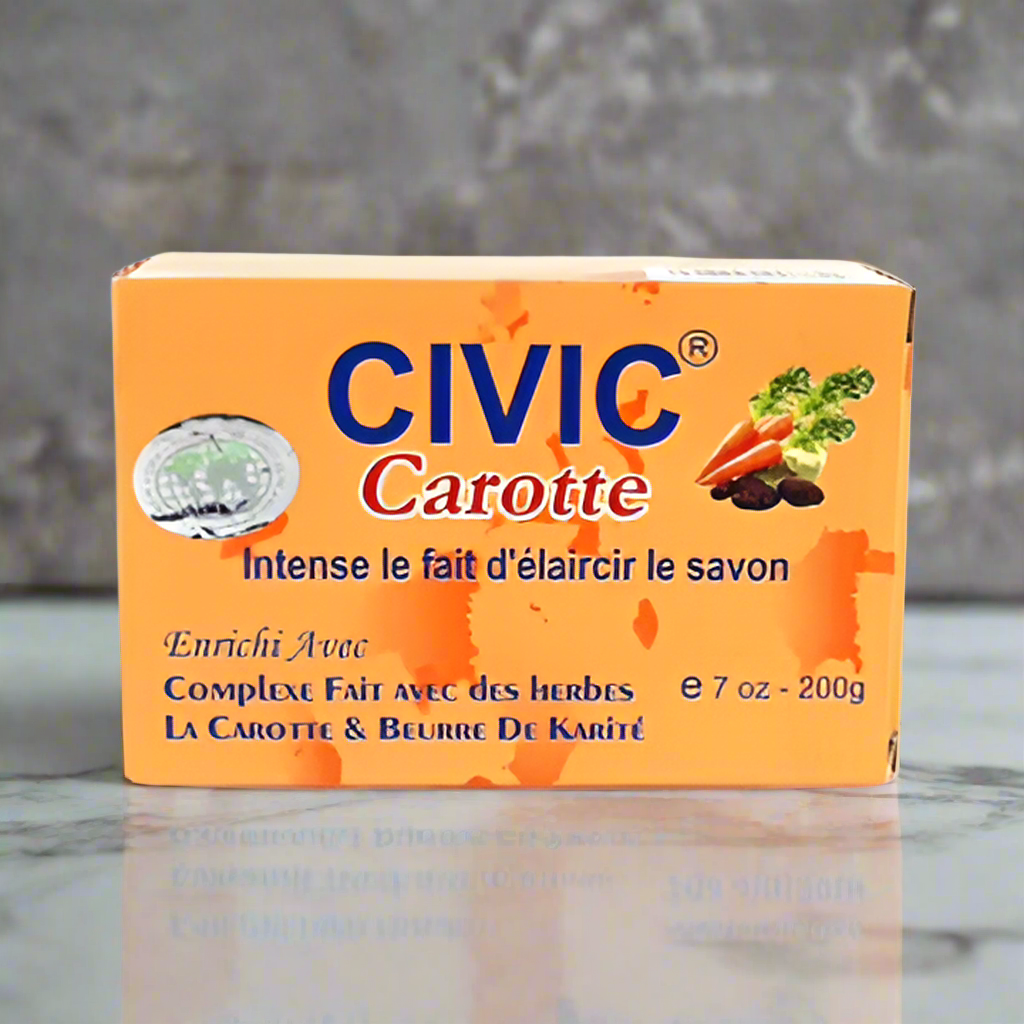 CIVIC®
Carotte
Intense le fait d'élaircir le savon
Enrichi Avec
Complexe Fait avec des herbes
La Carotte & Beurre De Karité
e 7 oz - 200g